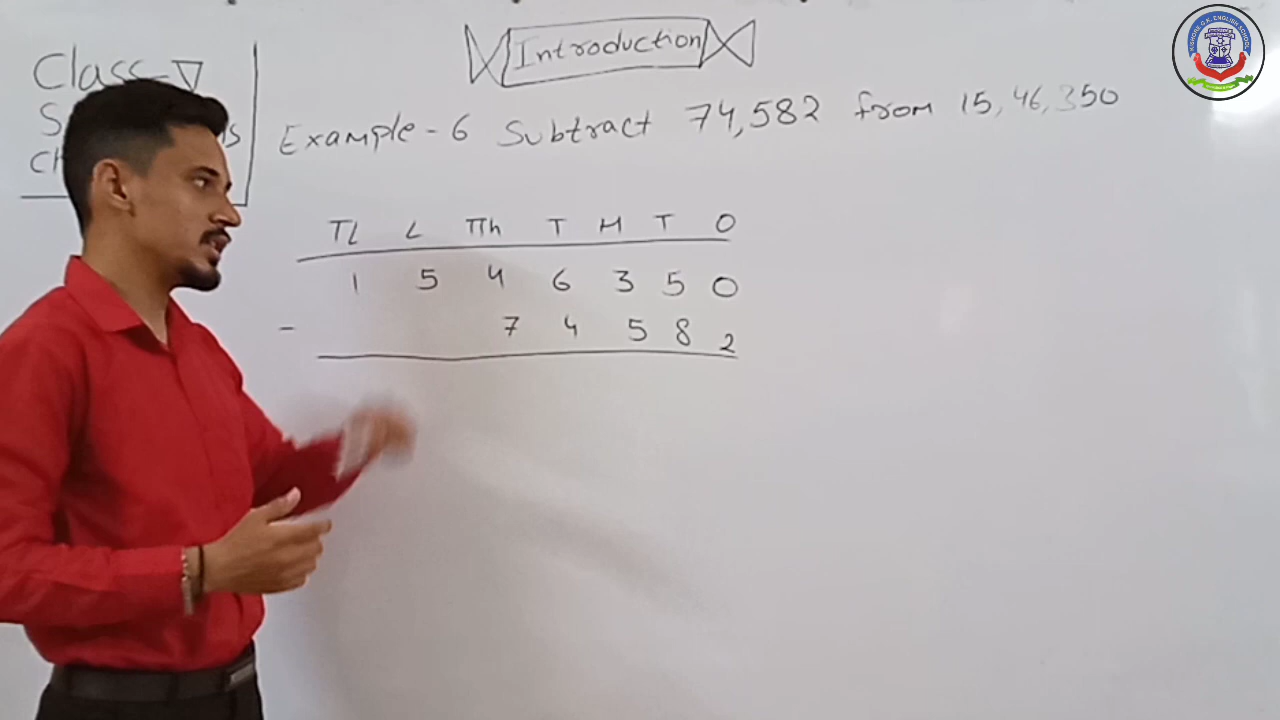 Introduction
Class - V
Example - 6 Subtract 74,582 from 15,46,350
TL L TTh T H T O
1 5 4 6 3 5 0
- 7 4 5 8 2